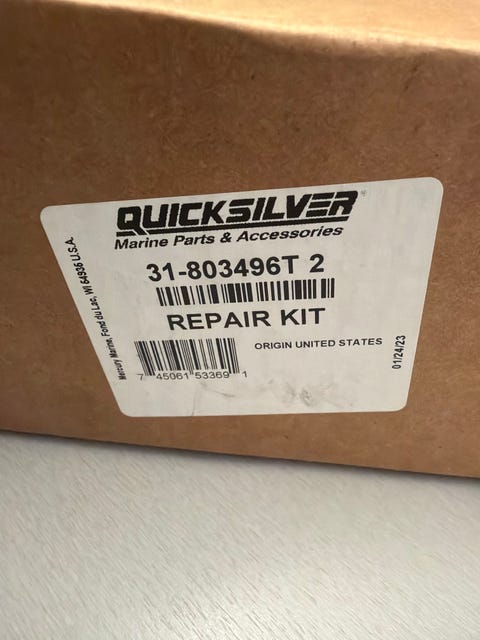 QUICKSILVER®
Marine Parts & Accessories
31-803496T 2
REPAIR KIT
ORIGIN UNITED STATES
7 45061 53369 1
Mercury Marine, Fond du Lac, WI 54936 U.S.A.
01/24/23